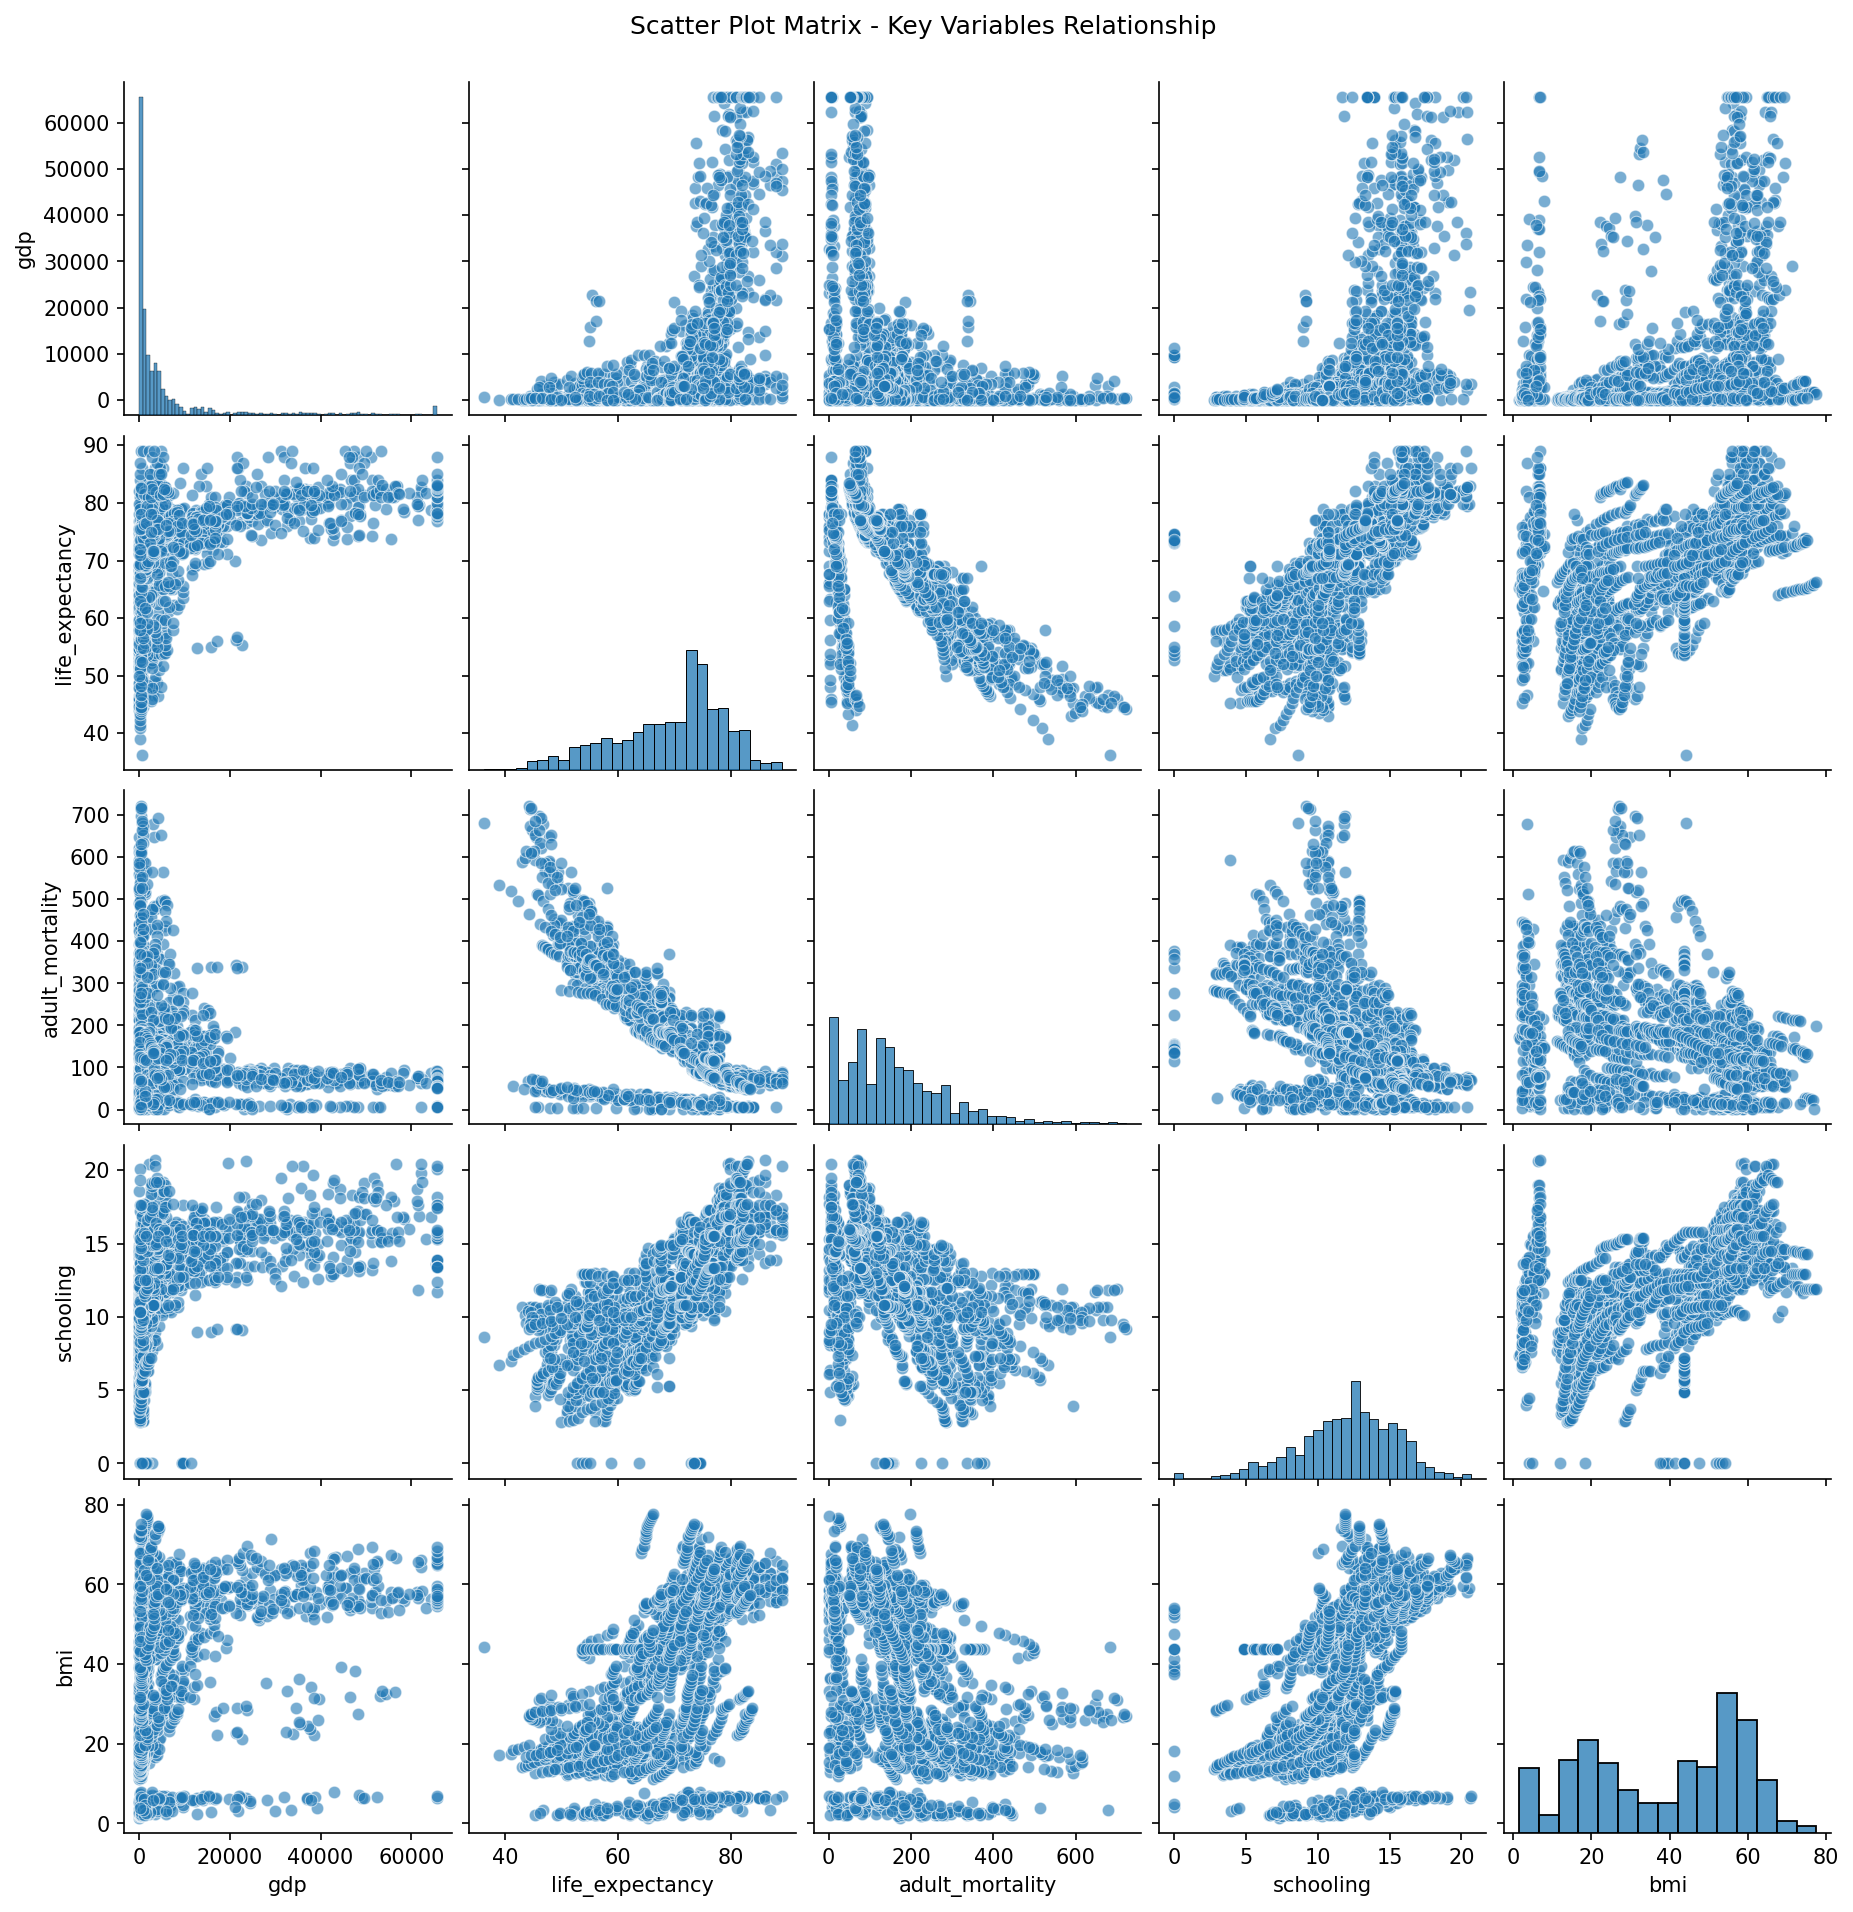 Scatter Plot Matrix - Key Variables Relationship
60000
50000
40000
30000
20000
10000
0
gdp
90
80
70
60
50
40
life_expectancy
700
600
500
400
300
200
100
0
adult_mortality
20
15
10
5
0
schooling
80
60
40
20
0
bmi
0 20000 40000 60000
40 60 80
0 200 400 600
0 5 10 15 20
0 20 40 60 80
gdp
life_expectancy
adult_mortality
schooling
bmi